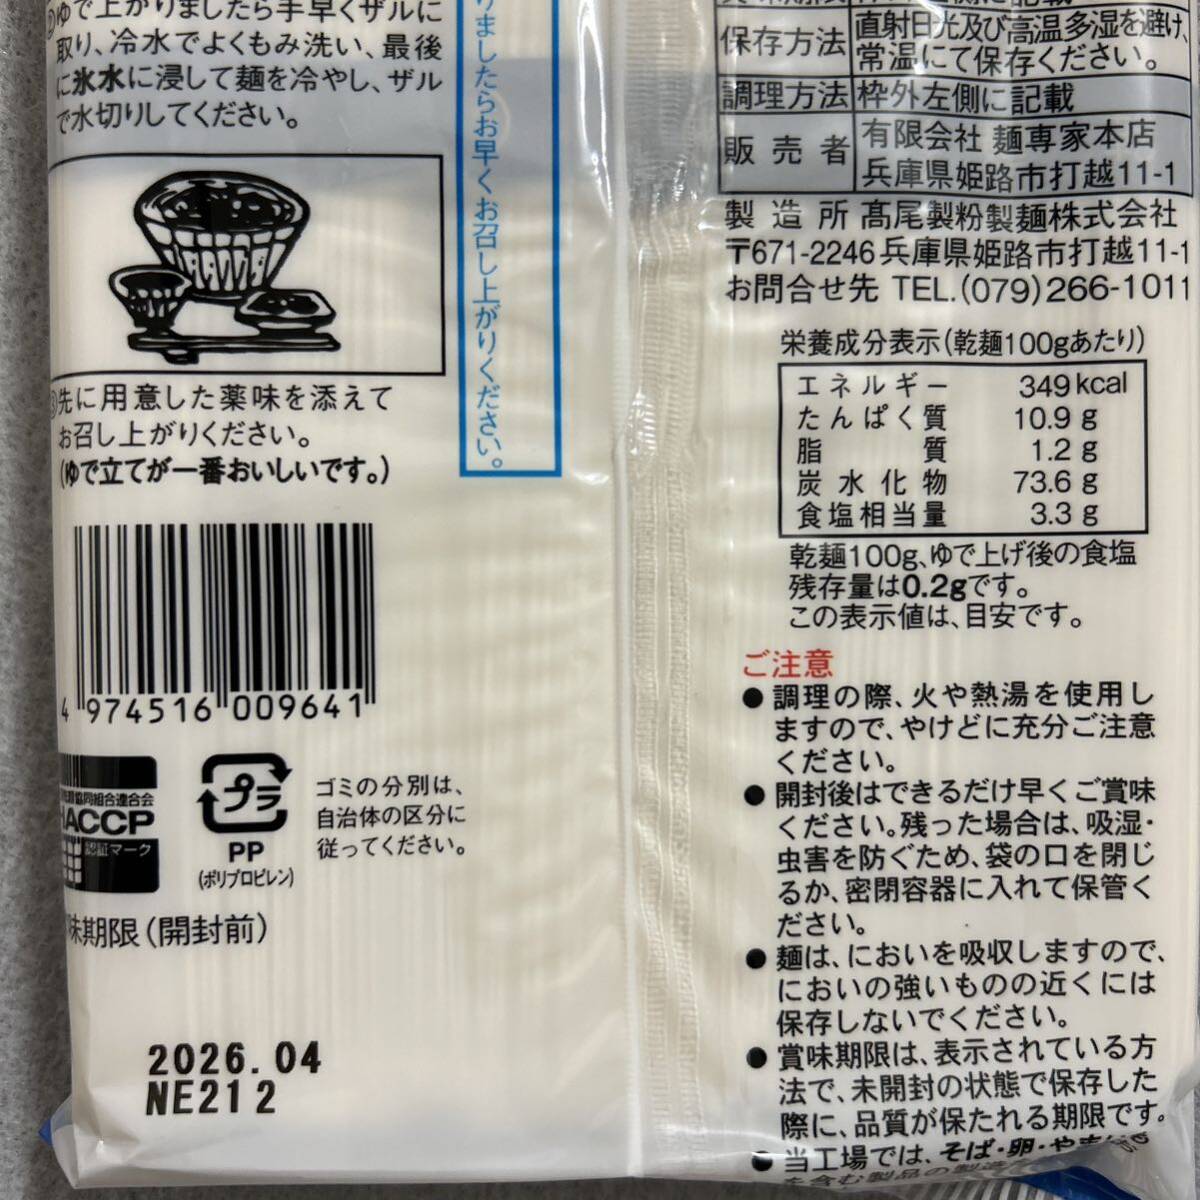 ゆで上がりましたら手早くザルに
取り、冷水でよくもみ洗い、最後
に氷水に浸して麺を冷やし、ザル
で水切りしてください。
先に用意した薬味を添えて
お召し上がりください。
(ゆで立てが一番おいしいです。)
りましたらお早くお召し上がりください。
4 974516 009641
HACCP
認証マーク
プラ
PP
(ポリプロピレン)
ゴミの分別は、
自治体の区分に
従ってください。
味期限(開封前)
2026.04
NE212
保存方法 直射日光及び高温多湿を避け、
常温にて保存ください。
調理方法 枠外左側に記載
販売者 有限会社 麺専家本店
兵庫県姫路市打越11-1
製造所 髙尾製粉製麺株式会社
〒671-2246 兵庫県姫路市打越11-1
お問合せ先 TEL.(079)266-1011
栄養成分表示(乾麺100gあたり)
エネルギー 349kcal
たんぱく質 10.9g
脂質 1.2g
炭水化物 73.6g
食塩相当量 3.3g
乾麺100g、ゆで上げ後の食塩
残存量は0.2gです。
この表示値は、目安です。
ご注意
●調理の際、火や熱湯を使用し
ますので、やけどに充分ご注意
ください。
●開封後はできるだけ早くご賞味
ください。残った場合は、吸湿・
虫害を防ぐため、袋の口を閉じ
るか、密閉容器に入れて保管く
ださい。
●麺は、においを吸収しますので、
においの強いものの近くには
保存しないでください。
●賞味期限は、表示されている方
法で、未開封の状態で保存した
際に、品質が保たれる期限です。
●当工場では、そば・卵・やま